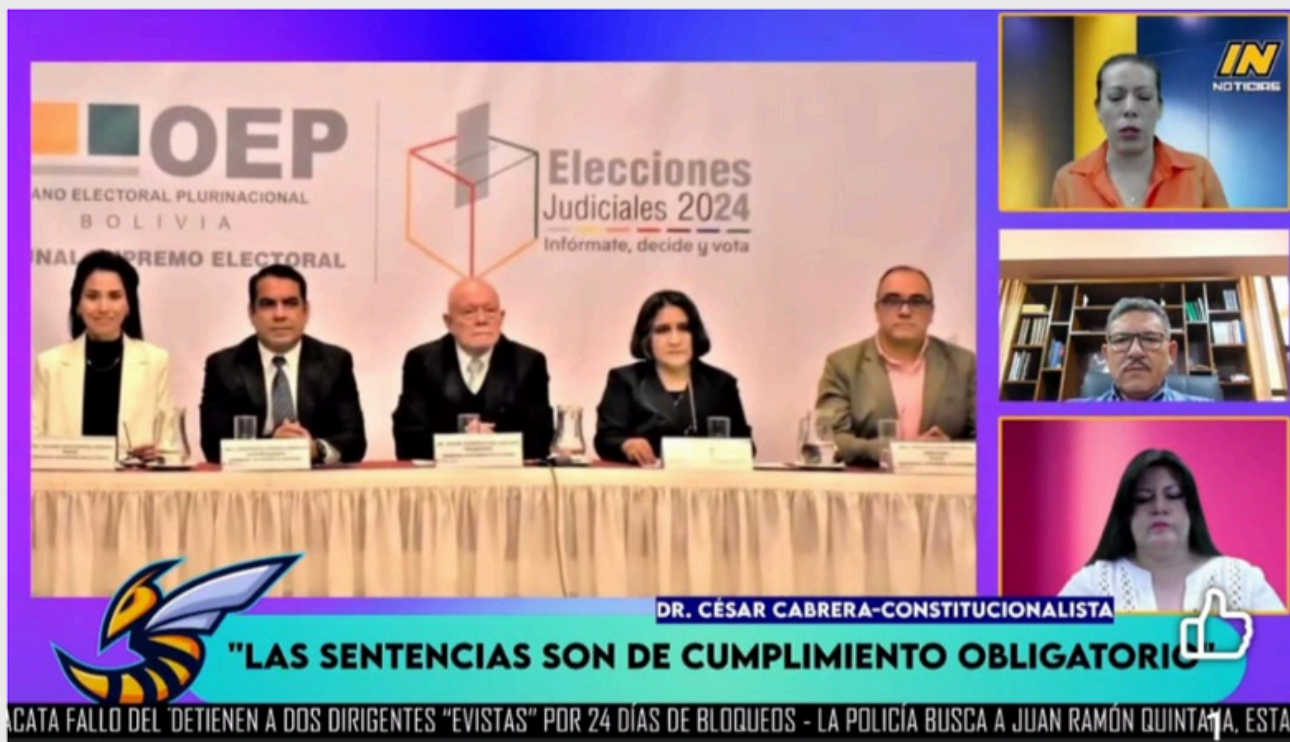 OEP
ANO ELECTORAL PLURINACIONAL
BOLIVIA
NAL SUPREMO ELECTORAL
Elecciones
Judiciales 2024
Infórmate, decide y vota
IN
NOTICIAS
DR. CÉSAR CABRERA-CONSTITUCIONALISTA
"LAS SENTENCIAS SON DE CUMPLIMIENTO OBLIGATORIO"
ACATA FALLO DEL "DETIENEN A DOS DIRIGENTES "EVISTAS" POR 24 DÍAS DE BLOQUEOS - LA POLICÍA BUSCA A JUAN RAMÓN QUINTANA, ESTA
1